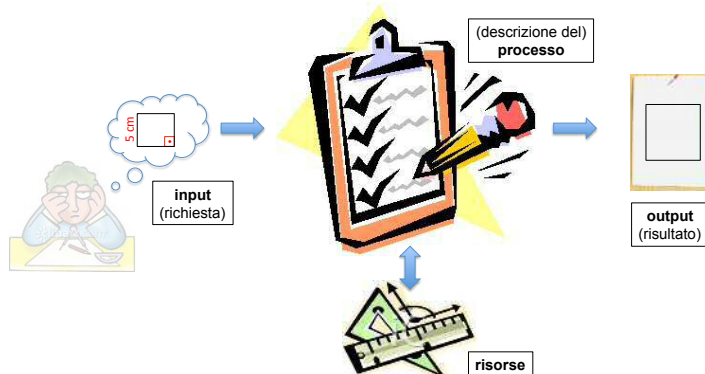 (descrizione del)
processo
5 cm
input
(richiesta)
output
(risultato)
risorse